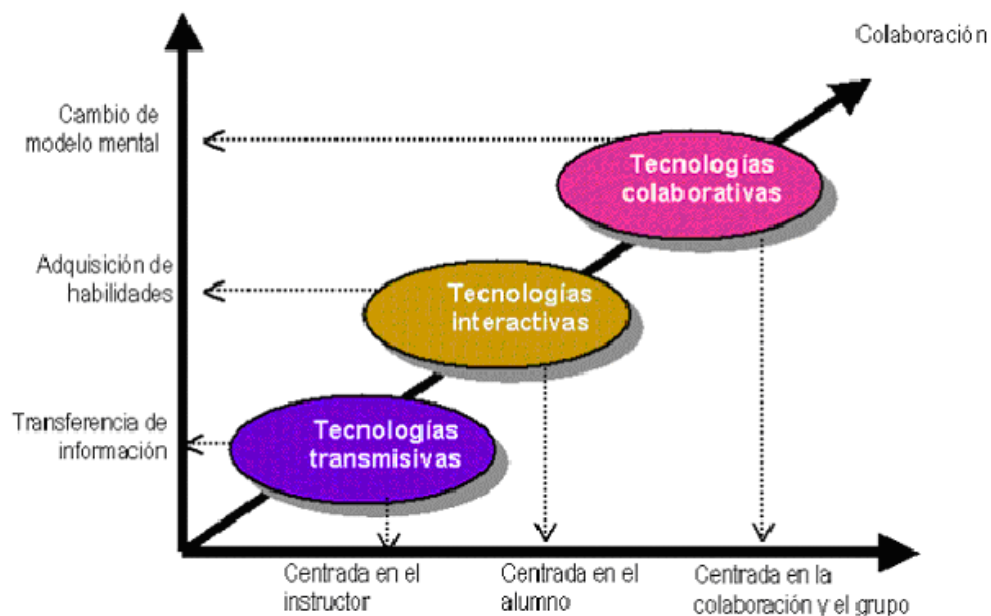 Colaboración
Cambio de
modelo mental
Tecnologías
colaborativas
Adquisición de
habilidades
Tecnologías
interactivas
Transferencia de
información
Tecnologías
transmisivas
Centrada en el
instructor
Centrada en el
alumno
Centrada en la
colaboración y el grupo